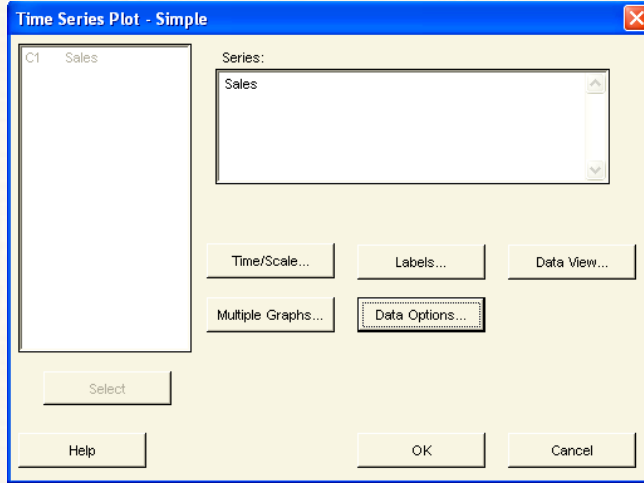 Time Series Plot - Simple
C1 Sales
Series:
Sales
Time/Scale...
Labels...
Data View...
Multiple Graphs...
Data Options...
Select
Help
OK
Cancel